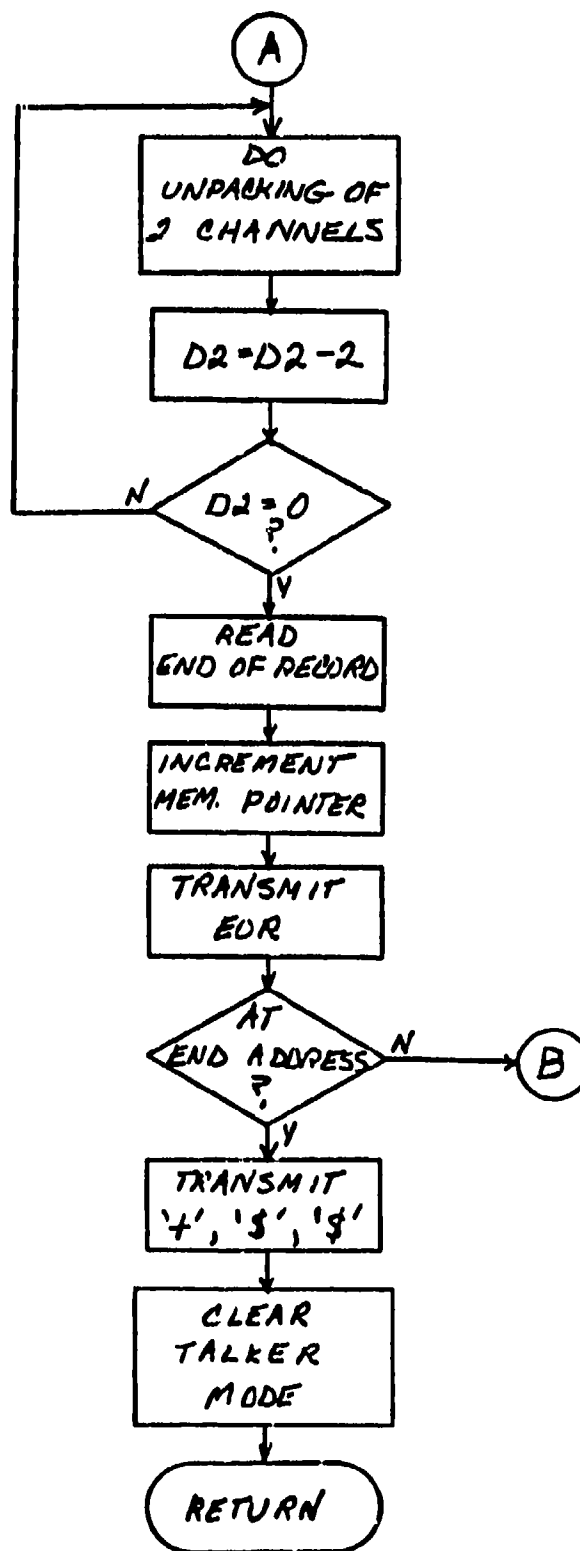 A
DO
UNPACKING OF
2 CHANNELS
D2=D2-2
N
D2=0
?
Y
READ
END OF RECORD
INCREMENT
MEM. POINTER
TRANSMIT
EOR
AT
END ADDRESS
?
N
B
Y
TRANSMIT
'+', '$', '$'
CLEAR
TALKER
MODE
RETURN